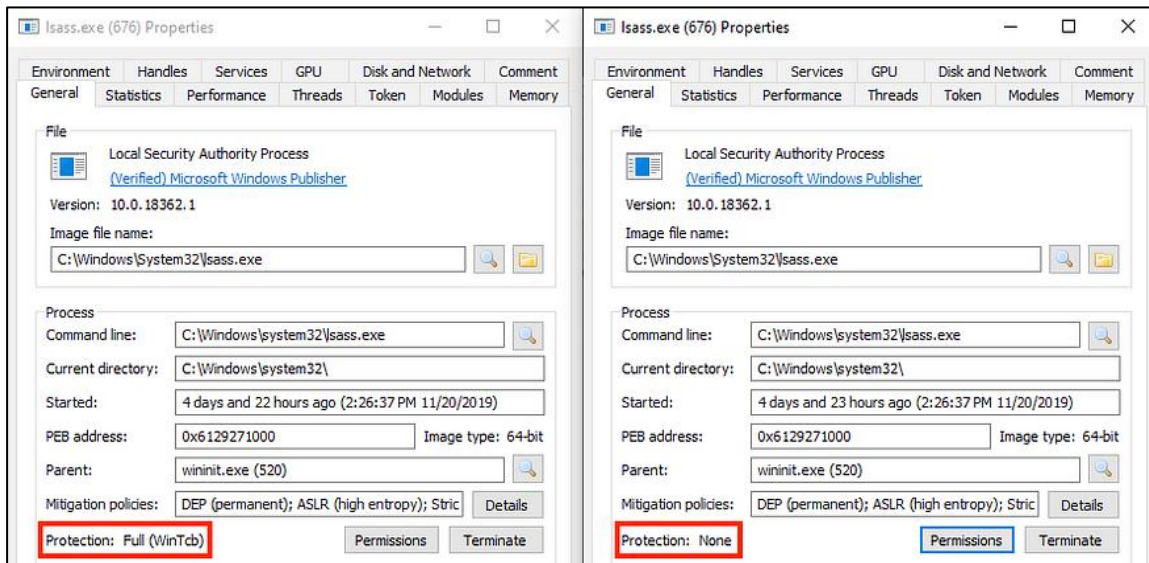 lsass.exe (676) Properties
Environment Handles Services GPU Disk and Network Comment
General Statistics Performance Threads Token Modules Memory
File
Local Security Authority Process
(Verified) Microsoft Windows Publisher
Version: 10.0.18362.1
Image file name:
C:\Windows\System32\lsass.exe
Process
Command line: C:\Windows\system32\lsass.exe
Current directory: C:\Windows\system32\
Started: 4 days and 22 hours ago (2:26:37 PM 11/20/2019)
PEB address: 0x6129271000 Image type: 64-bit
Parent: wininit.exe (520)
Mitigation policies: DEP (permanent); ASLR (high entropy); Stric Details
Protection: Full (WinTcb) Permissions Terminate
lsass.exe (676) Properties
Environment Handles Services GPU Disk and Network Comment
General Statistics Performance Threads Token Modules Memory
File
Local Security Authority Process
(Verified) Microsoft Windows Publisher
Version: 10.0.18362.1
Image file name:
C:\Windows\System32\lsass.exe
Process
Command line: C:\Windows\system32\lsass.exe
Current directory: C:\Windows\system32\
Started: 4 days and 23 hours ago (2:26:37 PM 11/20/2019)
PEB address: 0x6129271000 Image type: 64-bit
Parent: wininit.exe (520)
Mitigation policies: DEP (permanent); ASLR (high entropy); Stric Details
Protection: None Permissions Terminate